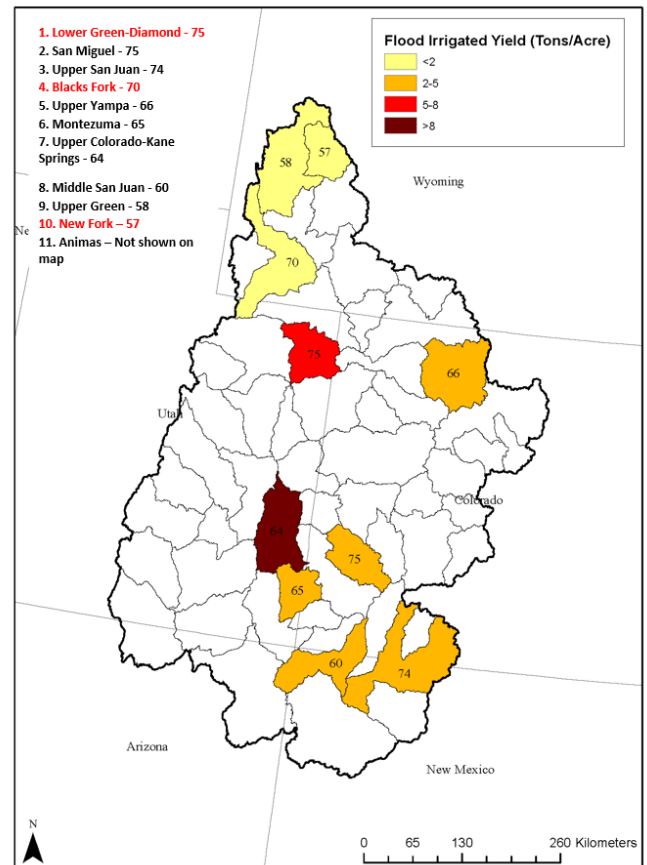 1. Lower Green-Diamond - 75
2. San Miguel - 75
3. Upper San Juan - 74
4. Blacks Fork - 70
5. Upper Yampa - 66
6. Montezuma - 65
7. Upper Colorado-Kane
Springs - 64
8. Middle San Juan - 60
9. Upper Green - 58
10. New Fork – 57
11. Animas – Not shown on
map
Flood Irrigated Yield (Tons/Acre)
<2
2-5
5-8
>8
58
57
Wyoming
Ne
70
75
66
Utah
Colorado
64
75
65
60
74
Arizona
New Mexico
N
0 65 130 260 Kilometers